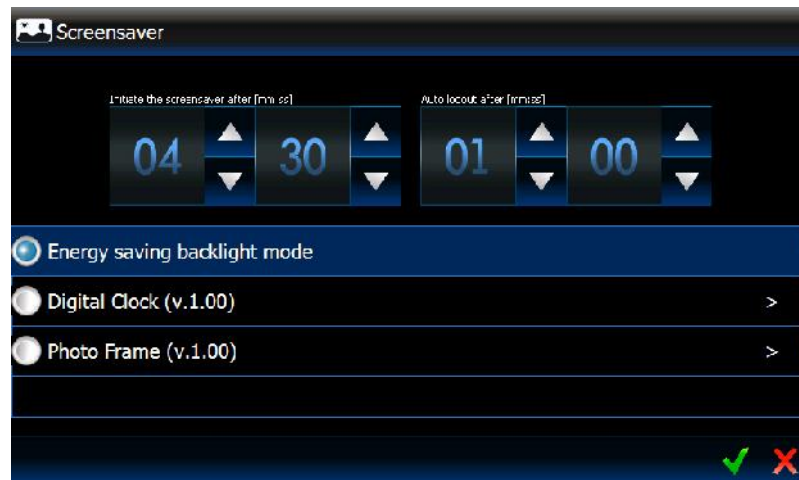 Screensaver
Initiate the screensaver after [mm:ss]
Auto logout after [mm:ss]
04 30 01 00
Energy saving backlight mode
Digital Clock (v.1.00) >
Photo Frame (v.1.00) >